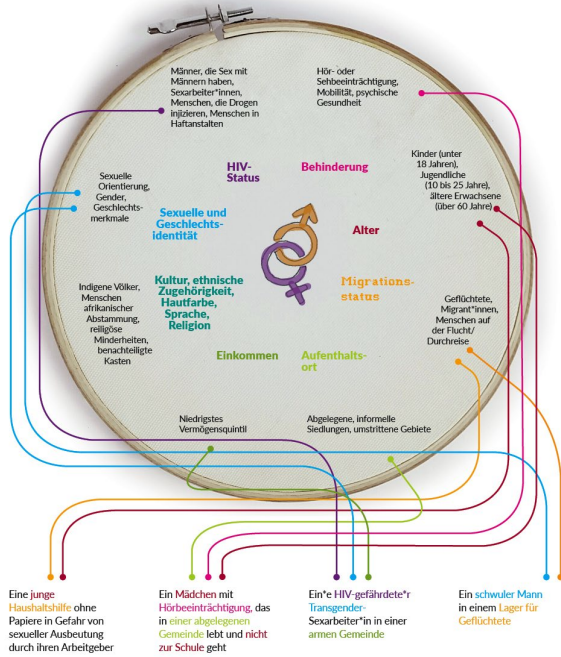 Männer, die Sex mit
Männern haben,
Sexarbeiter*innen,
Menschen, die Drogen
injizieren, Menschen in
Haftanstalten
Hör- oder
Sehbeeinträchtigung,
Mobilität, psychische
Gesundheit
HIV-
Status
Behinderung
Kinder (unter
18 Jahren),
Jugendliche
(10 bis 25 Jahre),
ältere Erwachsene
(über 60 Jahre)
Sexuelle
Orientierung,
Gender,
Geschlechts-
merkmale
Sexuelle und
Geschlechts-
identität
Alter
Kultur, ethnische
Zugehörigkeit,
Hautfarbe,
Sprache,
Religion
Migrations-
status
Indigene Völker,
Menschen
afrikanischer
Abstammung,
reiligöse
Minderheiten,
benachteiligte
Kasten
Geflüchtete,
Migrant*innen,
Menschen auf
der Flucht/
Durchreise
Einkommen
Aufenthalts-
ort
Niedrigstes
Vermögensquintil
Abgelegene, informelle
Siedlungen, umstrittene Gebiete
Eine junge
Haushaltshilfe ohne
Papiere in Gefahr von
sexueller Ausbeutung
durch ihren Arbeitgeber
Ein Mädchen mit
Hörbeeinträchtigung, das
in einer abgelegenen
Gemeinde lebt und nicht
zur Schule geht
Ein*e HIV-gefährdete*r
Transgender-
Sexarbeiter*in in einer
armen Gemeinde
Ein schwuler Mann
in einem Lager für
Geflüchtete